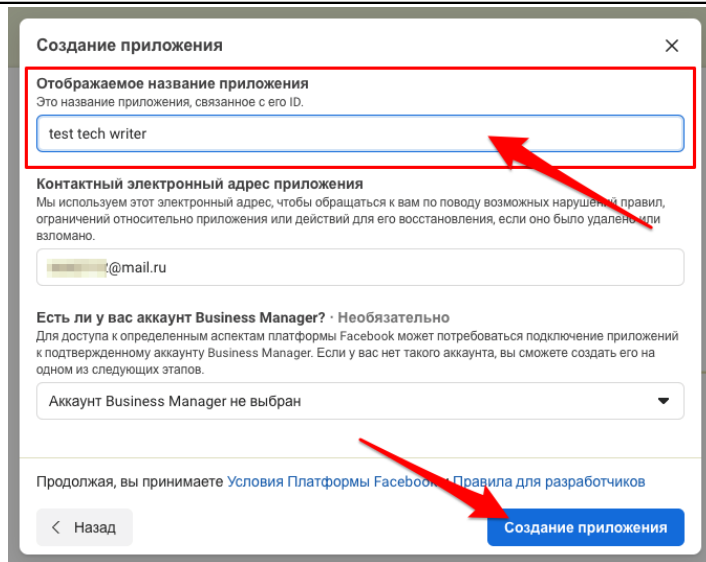 Создание приложения
Отображаемое название приложения
Это название приложения, связанное с его ID.
test tech writer
Контактный электронный адрес приложения
Мы используем этот электронный адрес, чтобы обращаться к вам по поводу возможных нарушений правил,
ограничений относительно приложения или действий для его восстановления, если оно было удалено или
взломано.
@mail.ru
Есть ли у вас аккаунт Business Manager? · Необязательно
Для доступа к определенным аспектам платформы Facebook может потребоваться подключение приложений
к подтвержденному аккаунту Business Manager. Если у вас нет такого аккаунта, вы сможете создать его на
одном из следующих этапов.
Аккаунт Business Manager не выбран
Продолжая, вы принимаете Условия Платформы Facebook Правила для разработчиков
Назад
Создание приложения